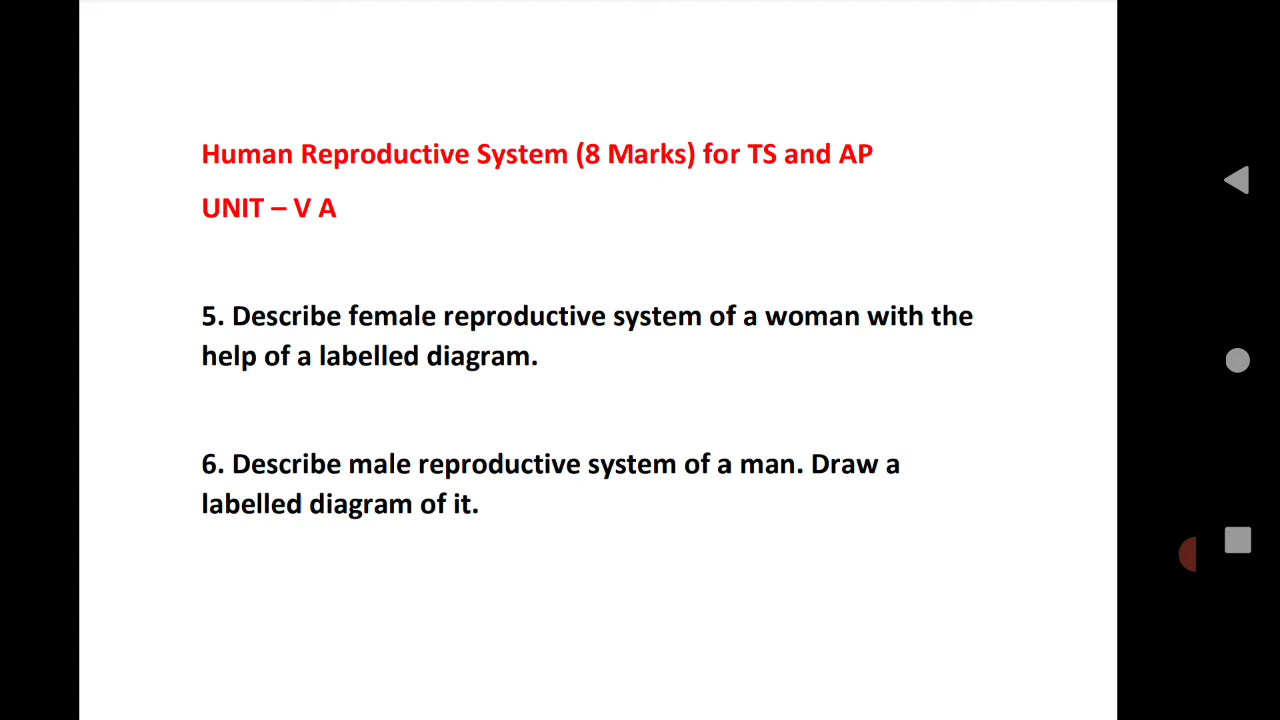 Human Reproductive System (8 Marks) for TS and AP
UNIT – V A
5. Describe female reproductive system of a woman with the
help of a labelled diagram.
6. Describe male reproductive system of a man. Draw a
labelled diagram of it.